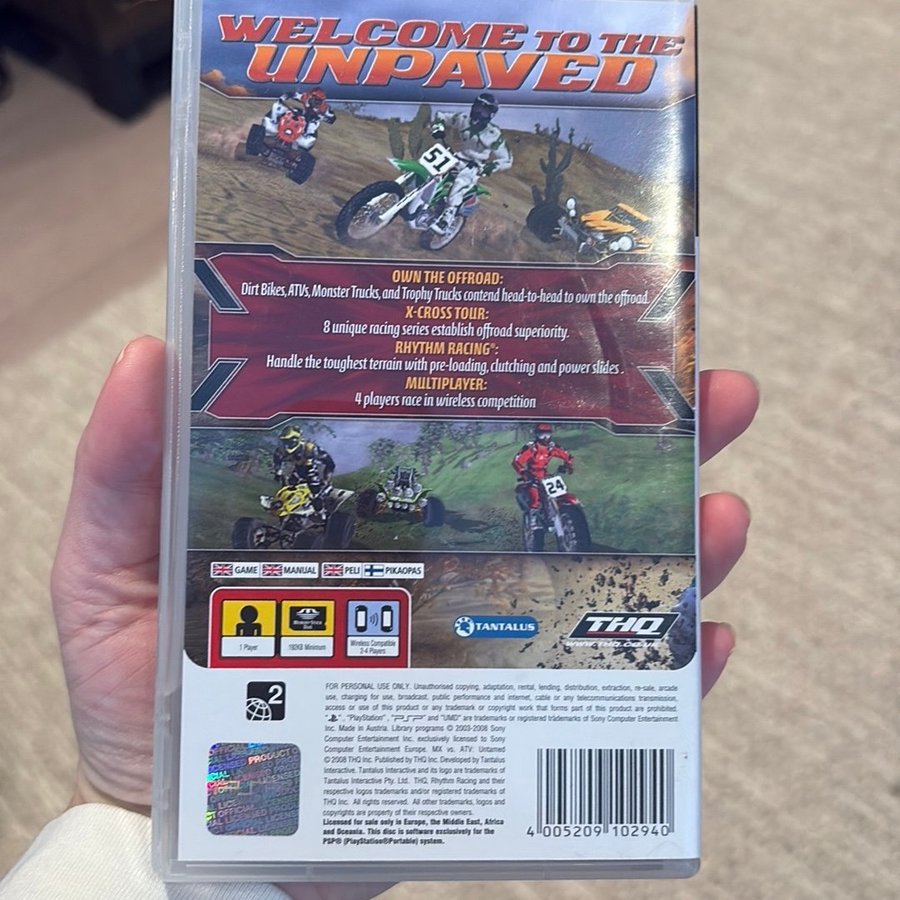 WELCOME TO THE
UNPAVED
51
OWN THE OFFROAD:
Dirt Bikes, ATVs, Monster Trucks, and Trophy Trucks contend head-to-head to own the offroad.
X-CROSS TOUR:
8 unique racing series establish offroad superiority.
RHYTHM RACING®:
Handle the toughest terrain with pre-loading, clutching and power slides.
MULTIPLAYER:
4 players race in wireless competition
24
GAME MANUAL PELI PIKAOPAS
1 Player
MEMORY STICK
Duo
192KB Minimum
Wireless Compatible
2-4 Players
TANTALUS
THQ
WWW.THQ.CO.UK
2
FOR PERSONAL USE ONLY. Unauthorised copying, adaptation, rental, lending, distribution, extraction, re-sale, arcade
use, charging for use, broadcast, public performance and internet, cable or any telecommunications transmission,
access or use of this product or any trademark or copyright work that forms part of this product are prohibited.
", "PlayStation", "PSP" and "UMD" are trademarks or registered trademarks of Sony Computer Entertainment
Inc. Made in Austria. Library programs © 2003-2008 Sony
Computer Entertainment Inc. exclusively licensed to Sony
Computer Entertainment Europe. MX vs. ATV: Untamed
© 2008 THQ Inc. Published by THQ Inc. Developed by Tantalus
Interactive. Tantalus Interactive and its logo are trademarks of
Tantalus Interactive Pty. Ltd. THQ, Rhythm Racing and their
respective logos trademarks and/or registered trademarks of
THQ Inc. All rights reserved. All other trademarks, logos and
copyrights are property of their respective owners.
Licensed for sale only in Europe, the Middle East, Africa
and Oceania. This disc is software exclusively for the
PSP® (PlayStation®Portable) system.
OFFICIAL
PRODUCT
LICENSED
4 005209 102940